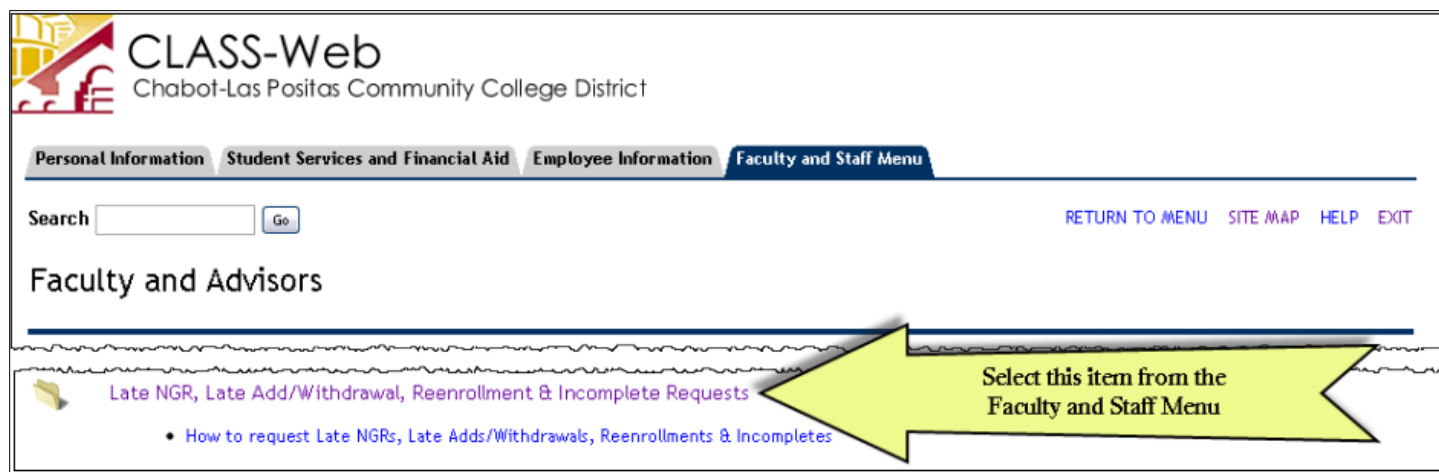 CLASS-Web
Chabot-Las Positas Community College District
Personal Information Student Services and Financial Aid Employee Information Faculty and Staff Menu
Search Go RETURN TO MENU SITE MAP HELP EXIT
Faculty and Advisors
Late NGR, Late Add/Withdrawal, Reenrollment & Incomplete Requests
Select this item from the
Faculty and Staff Menu
• How to request Late NGRs, Late Adds/Withdrawals, Reenrollments & Incompletes